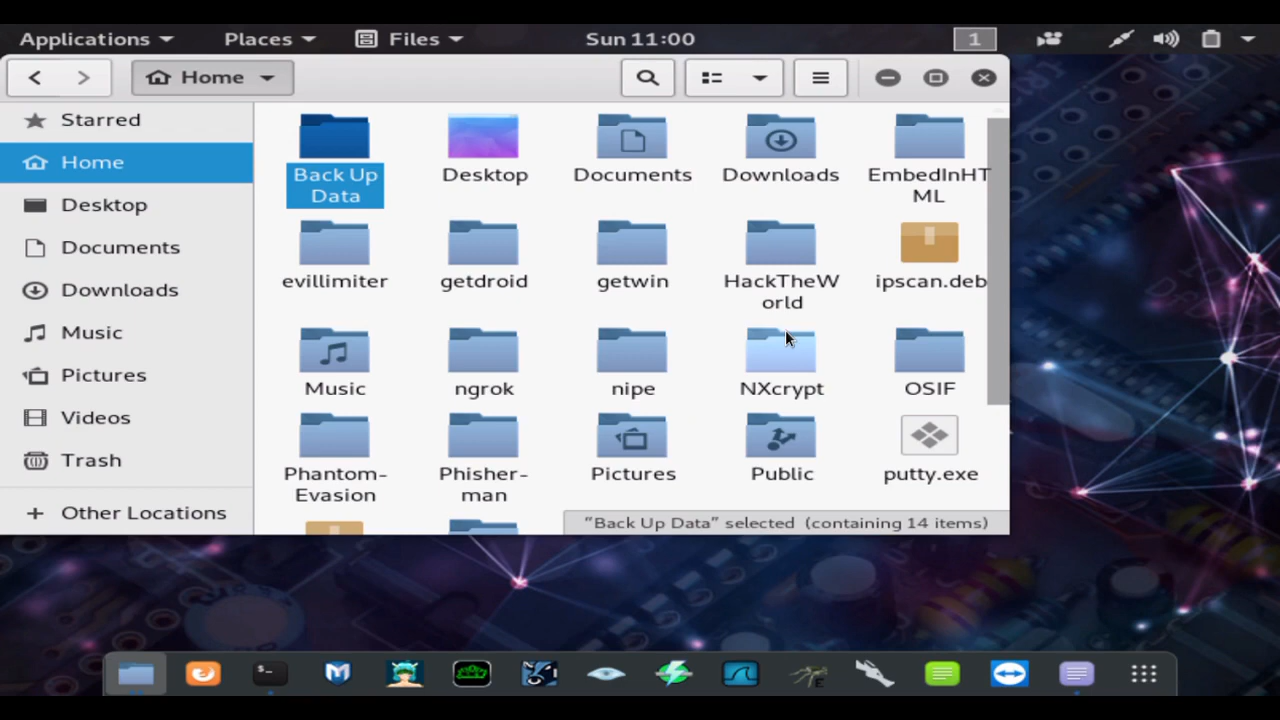 Applications Places Files Sun 11:00 1
Home
Starred
Home
Desktop
Documents
Downloads
Music
Pictures
Videos
Trash
+ Other Locations
Back Up
Data
Desktop
Documents
Downloads
EmbedInHT
ML
evillimiter
getdroid
getwin
HackTheW
orld
ipscan.deb
Music
ngrok
nipe
NXcrypt
OSIF
Phantom-
Evasion
Phisher-
man
Pictures
Public
putty.exe
“Back Up Data” selected (containing 14 items)